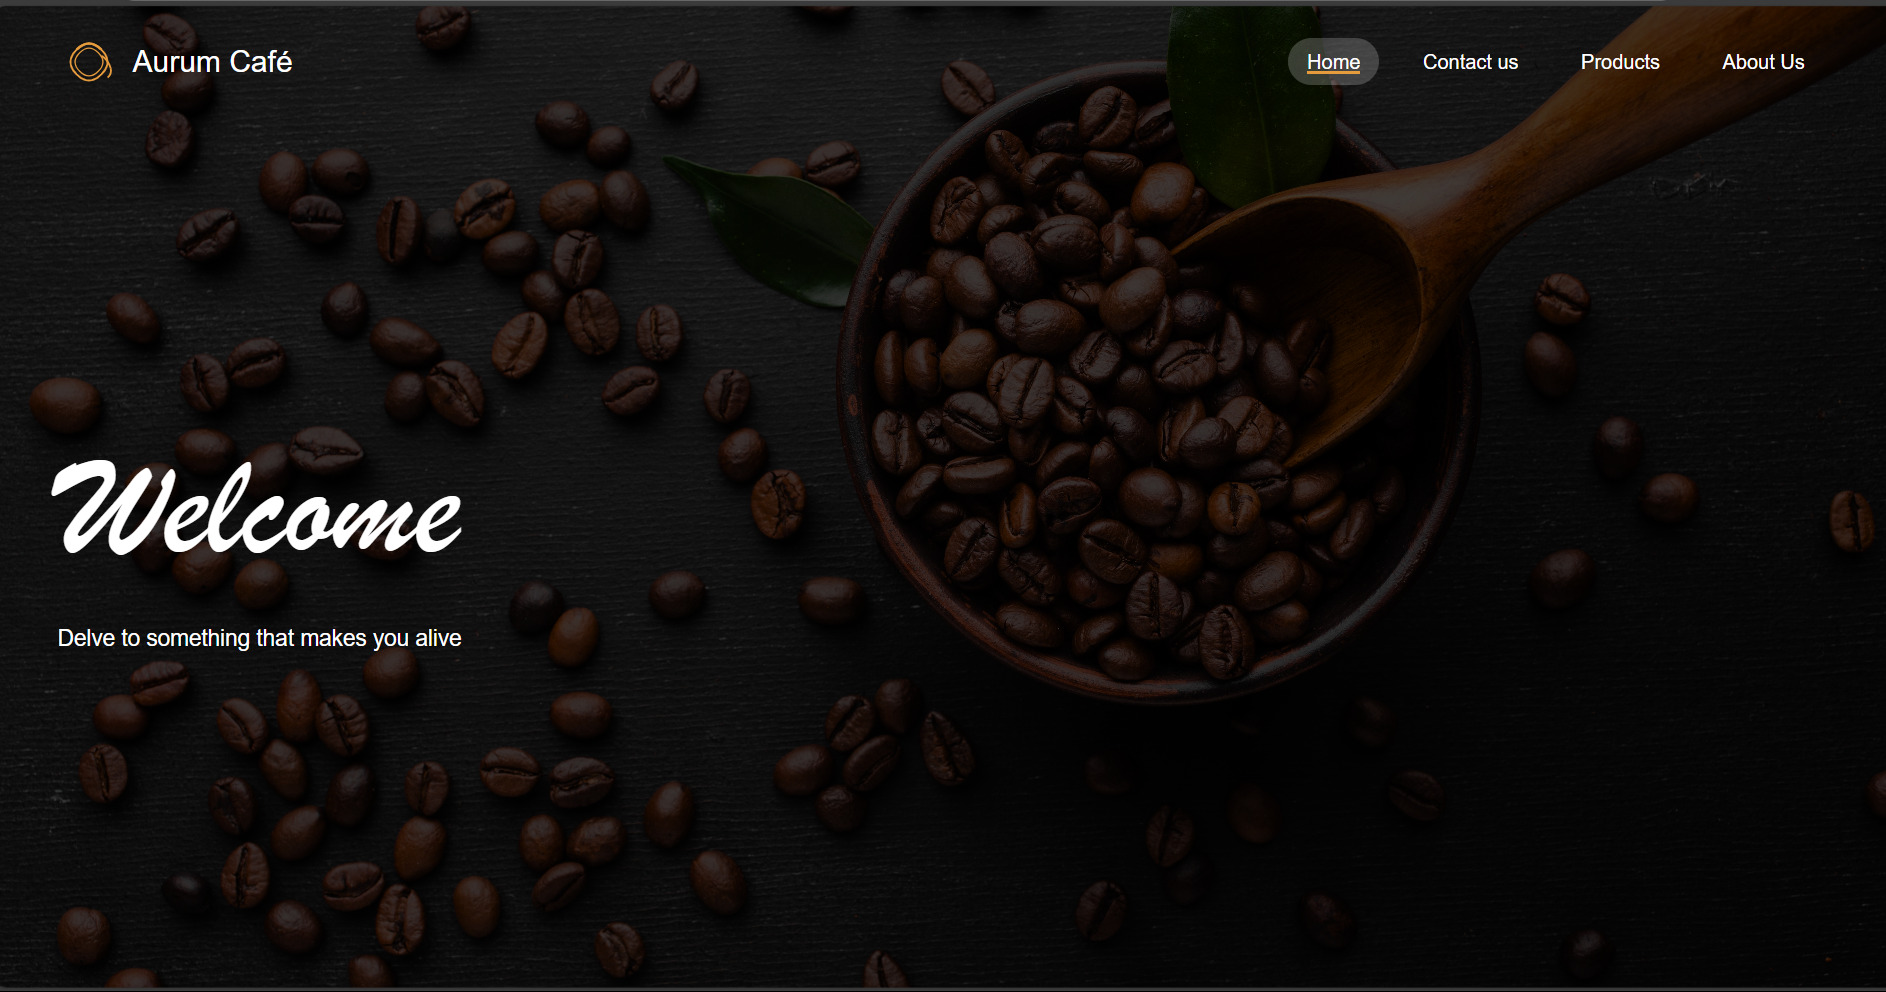 Aurum Café
Home
Contact us
Products
About Us
Welcome
Delve to something that makes you alive